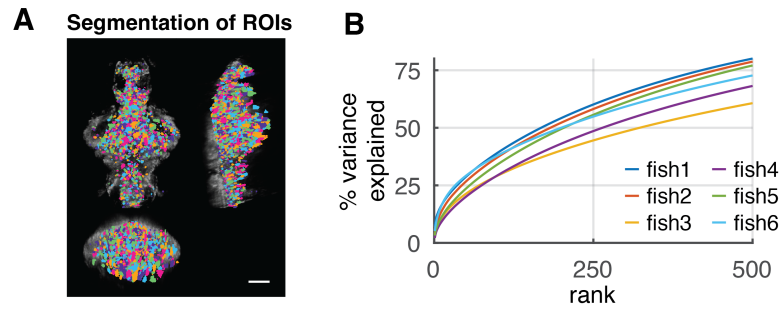 A
Segmentation of ROIs
B
% variance
explained
75
50
25
0
0
250
500
rank
fish1
fish2
fish3
fish4
fish5
fish6